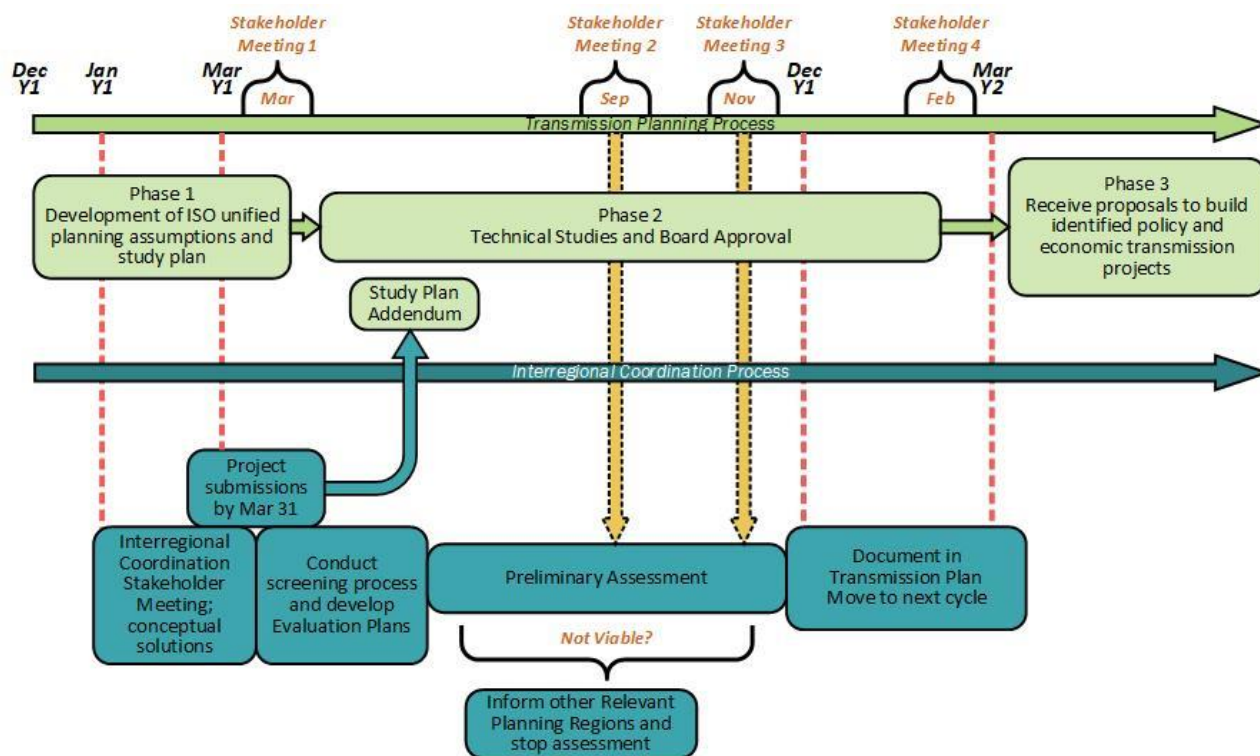 Stakeholder
Meeting 1
Stakeholder
Meeting 2
Stakeholder
Meeting 3
Stakeholder
Meeting 4
Dec
Y1
Jan
Y1
Mar
Y1
Mar
Sep
Nov
Dec
Y1
Feb
Mar
Y2
Transmission Planning Process
Phase 1
Development of ISO unified
planning assumptions and
study plan
Phase 2
Technical Studies and Board Approval
Phase 3
Receive proposals to build
identified policy and
economic transmission
projects
Study Plan
Addendum
Interregional Coordination Process
Project
submissions
by Mar 31
Interregional
Coordination
Stakeholder
Meeting;
conceptual
solutions
Conduct
screening process
and develop
Evaluation Plans
Preliminary Assessment
Document in
Transmission Plan
Move to next cycle
Not Viable?
Inform other Relevant
Planning Regions and
stop assessment